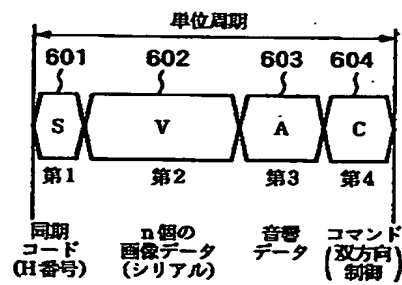 単位周期
601 602 603 604
S V A C
第1 第2 第3 第4
同期 n個の 音響 コマンド
コード 画像データ データ (双方向
(H番号) (シリアル) 制御)